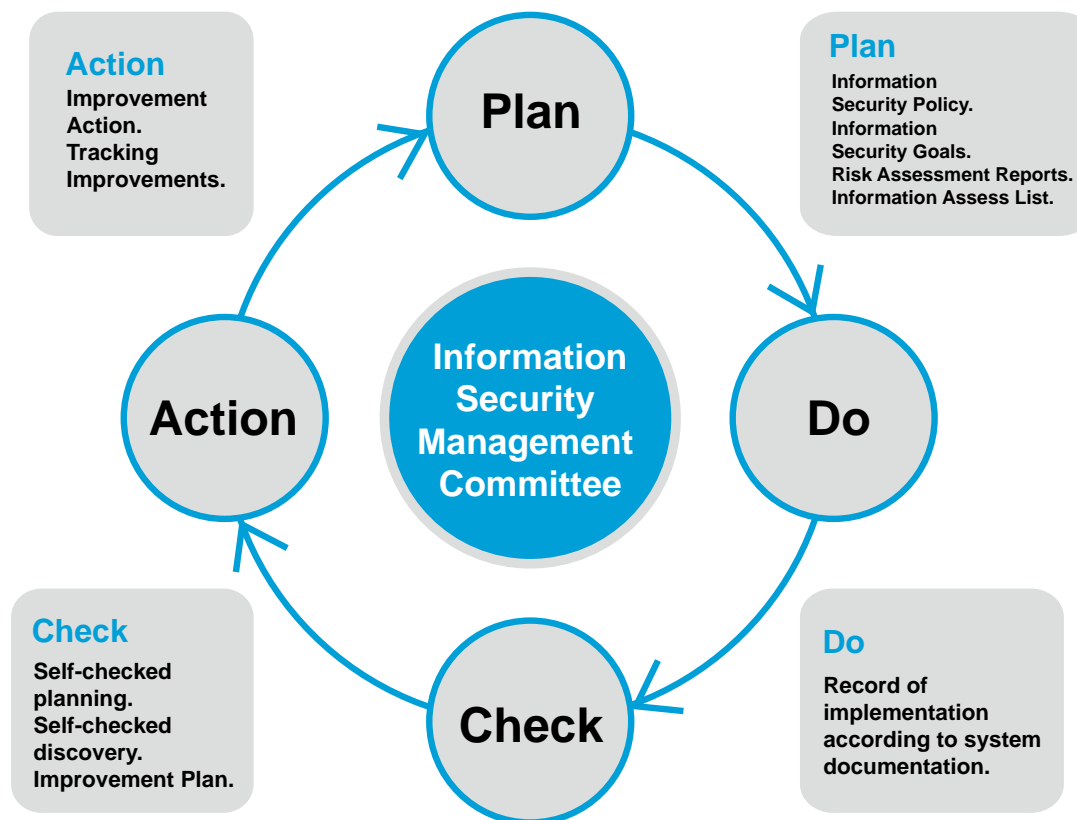 Action
Improvement
Action.
Tracking
Improvements.
Plan
Plan
Information
Security Policy.
Information
Security Goals.
Risk Assessment Reports.
Information Assess List.
Action
Information
Security
Management
Committee
Do
Check
Self-checked
planning.
Self-checked
discovery.
Improvement Plan.
Check
Do
Record of
implementation
according to system
documentation.